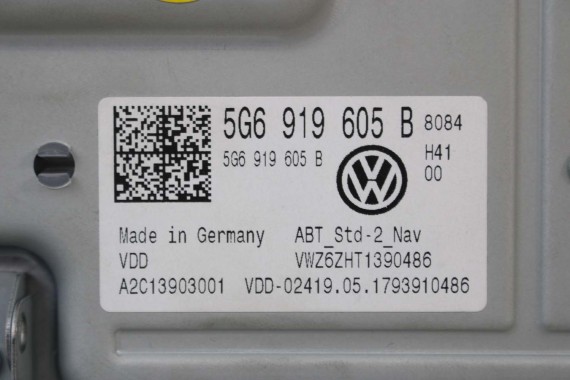 5G6 919 605 B 8084
5G6 919 605 B
H41
00
Made in Germany ABT_Std-2_Nav
VDD VWZ6ZHT1390486
A2C13903001 VDD-02419.05.1793910486